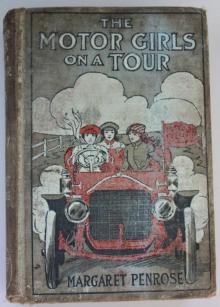 THE
MOTOR GIRLS
ON A TOUR
MARGARET PENROSE